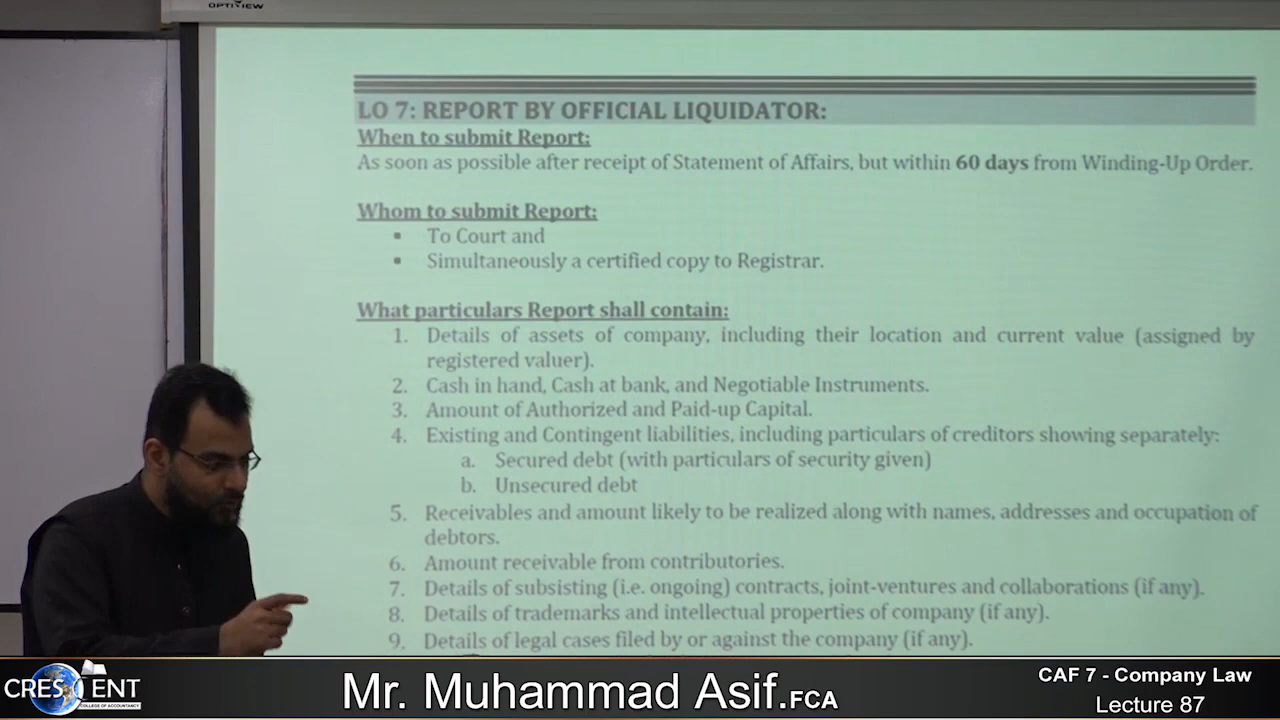 OPTIVIEW
LO 7: REPORT BY OFFICIAL LIQUIDATOR:
When to submit Report:
As soon as possible after receipt of Statement of Affairs, but within 60 days from Winding-Up Order.
Whom to submit Report:
▪ To Court and
▪ Simultaneously a certified copy to Registrar.
What particulars Report shall contain:
1. Details of assets of company, including their location and current value (assigned by
registered valuer).
2. Cash in hand, Cash at bank, and Negotiable Instruments.
3. Amount of Authorized and Paid-up Capital.
4. Existing and Contingent liabilities, including particulars of creditors showing separately:
a. Secured debt (with particulars of security given)
b. Unsecured debt
5. Receivables and amount likely to be realized along with names, addresses and occupation of
debtors.
6. Amount receivable from contributories.
7. Details of subsisting (i.e. ongoing) contracts, joint-ventures and collaborations (if any).
8. Details of trademarks and intellectual properties of company (if any).
9. Details of legal cases filed by or against the company (if any).
CRESCENT
COLLEGE OF ACCOUNTANCY
Mr. Muhammad Asif.FCA
CAF 7 - Company Law
Lecture 87